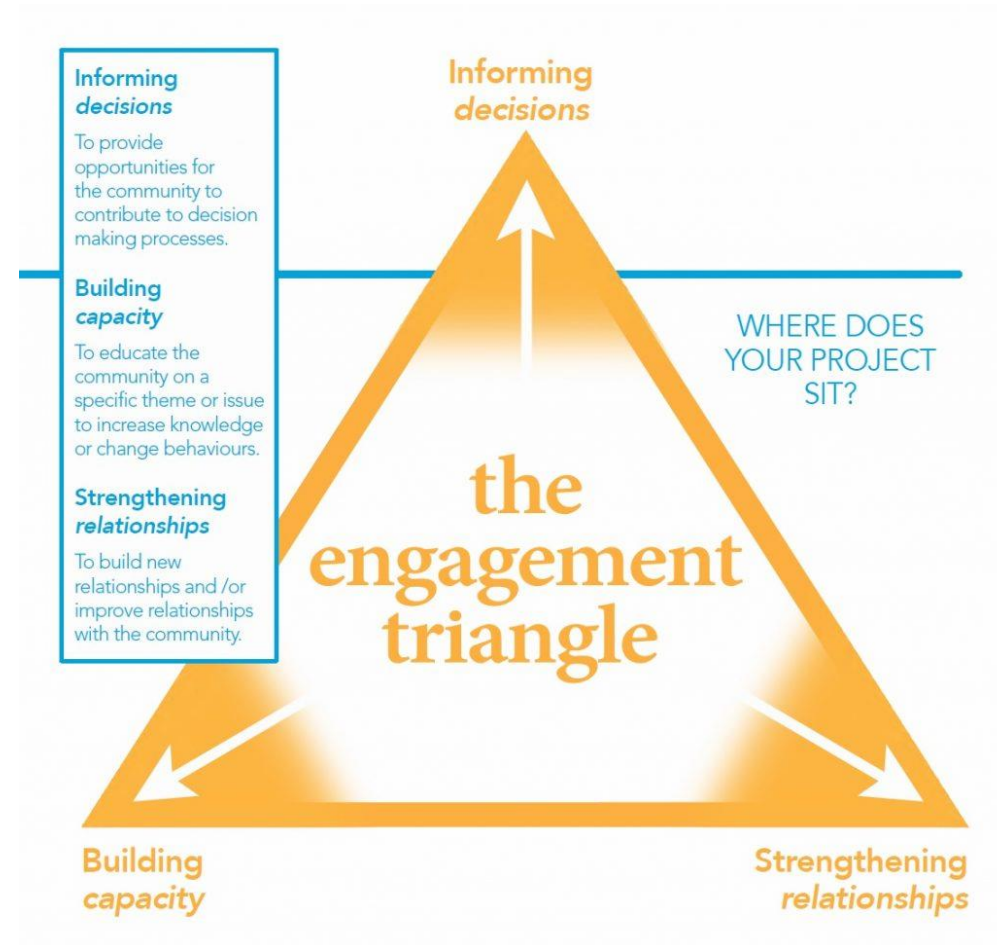 Informing
decisions
To provide
opportunities for
the community to
contribute to decision
making processes.
Building
capacity
To educate the
community on a
specific theme or issue
to increase knowledge
or change behaviours.
Strengthening
relationships
To build new
relationships and /or
improve relationships
with the community.
Informing
decisions
WHERE DOES
YOUR PROJECT
SIT?
the
engagement
triangle
Building
capacity
Strengthening
relationships